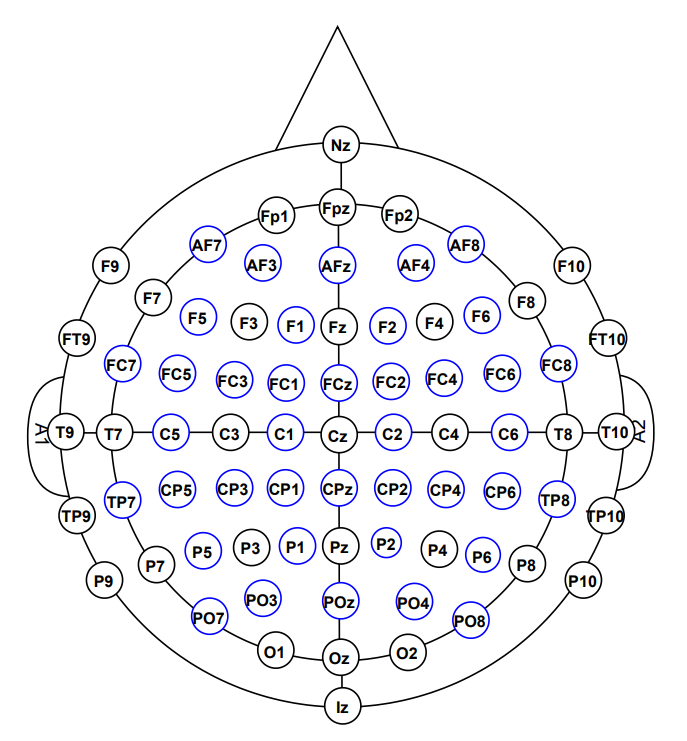 Nz
Fp1 Fpz Fp2
AF7 AF3 AFz AF4 AF8
F9 F10
F7 F5 F3 F1 Fz F2 F4 F6 F8
FT9 FT10
FC7 FC5 FC3 FC1 FCz FC2 FC4 FC6 FC8
A1 T9 T7 C5 C3 C1 Cz C2 C4 C6 T8 T10 A2
TP7 CP5 CP3 CP1 CPz CP2 CP4 CP6 TP8
TP9 TP10
P7 P5 P3 P1 Pz P2 P4 P6 P8
P9 P10
PO7 PO3 POz PO4 PO8
O1 Oz O2
Iz